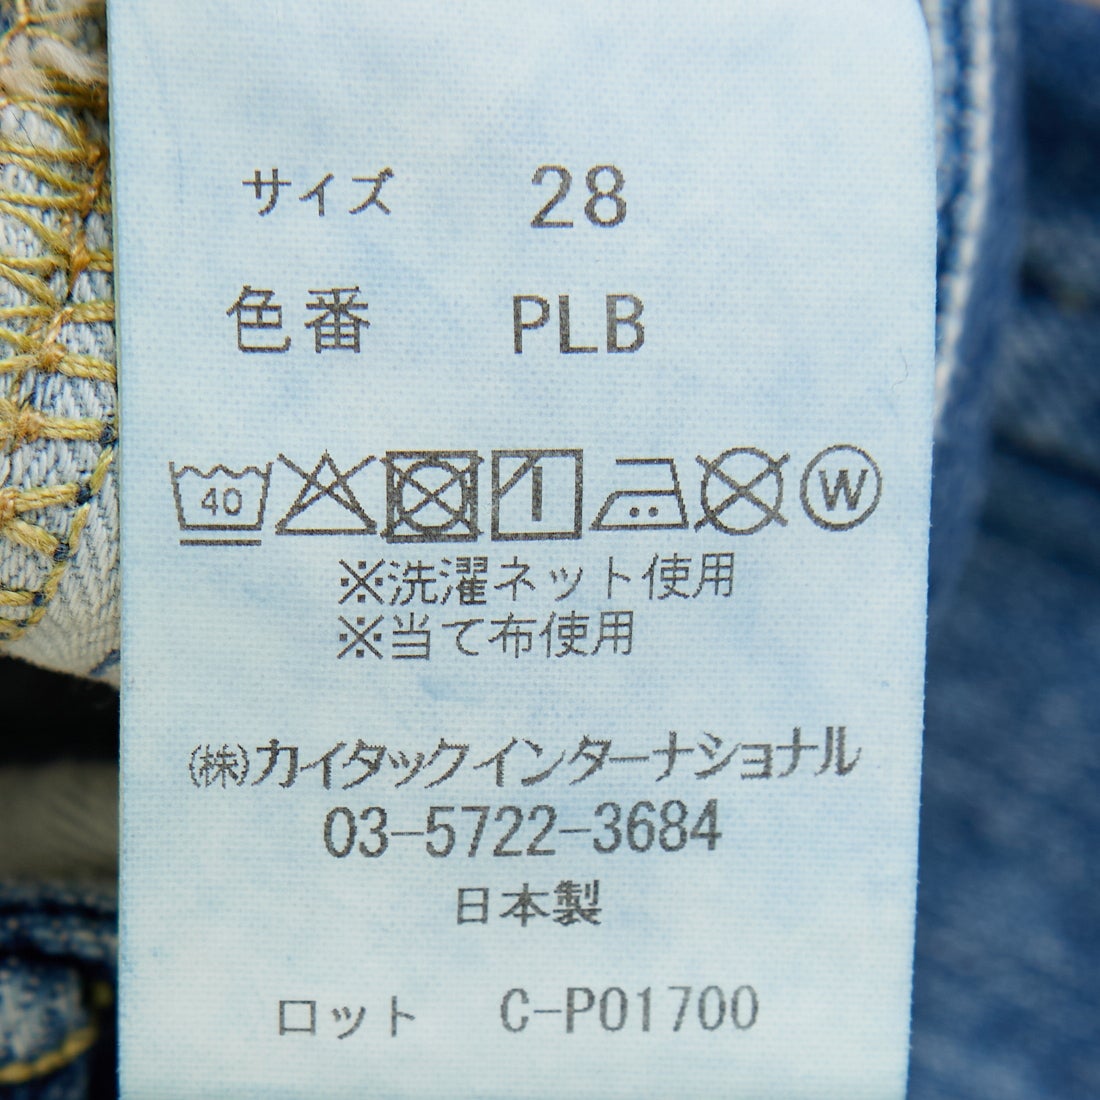 サイズ 28
色番 PLB
40 W
※洗濯ネット使用
※当て布使用
㈱カイタックインターナショナル
03-5722-3684
日本製
ロット C-P01700